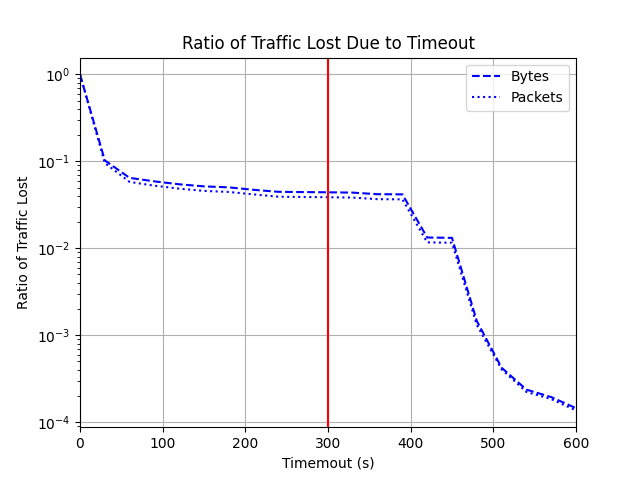 Ratio of Traffic Lost Due to Timeout
Bytes
Packets
Ratio of Traffic Lost
10⁰
10⁻¹
10⁻²
10⁻³
10⁻⁴
0 100 200 300 400 500 600
Timemout (s)